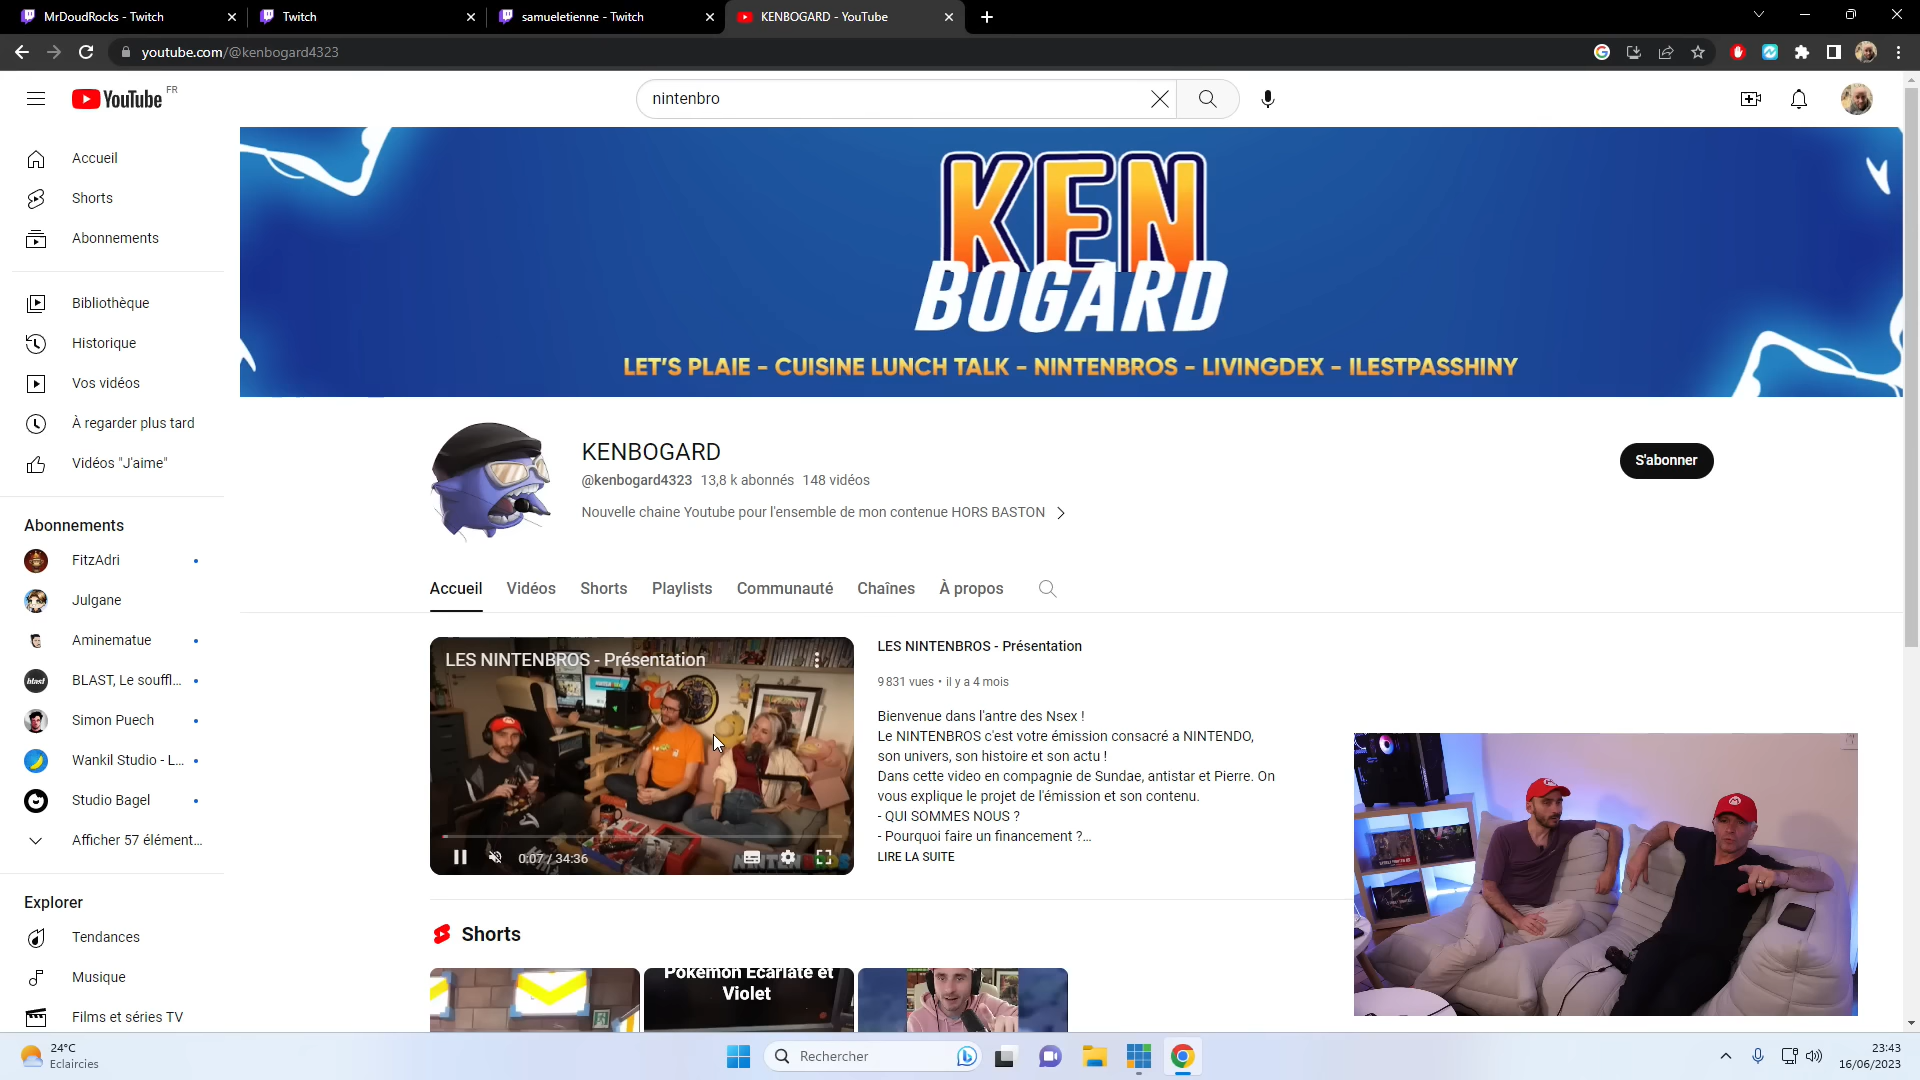 MrDoudRocks - Twitch
Twitch
samueletienne - Twitch
KENBOGARD - YouTube
youtube.com/@kenbogard4323
YouTube FR
nintenbro
Accueil
Shorts
Abonnements
Bibliothèque
Historique
Vos vidéos
À regarder plus tard
Vidéos "J'aime"
Abonnements
FitzAdri
Julgane
Aminematue
BLAST, Le souffl...
Simon Puech
Wankil Studio - L...
Studio Bagel
Afficher 57 élément...
Explorer
Tendances
Musique
Films et séries TV
KEN
BOGARD
LET'S PLAIE - CUISINE LUNCH TALK - NINTENBROS - LIVINGDEX - ILESTPASSHINY
KENBOGARD
@kenbogard4323 13,8 k abonnés 148 vidéos
Nouvelle chaine Youtube pour l'ensemble de mon contenue HORS BASTON
S'abonner
Accueil Vidéos Shorts Playlists Communauté Chaînes À propos
LES NINTENBROS - Présentation
0:07 / 34:36
NINTENBROS
LES NINTENBROS - Présentation
9 831 vues • il y a 4 mois
Bienvenue dans l'antre des Nsex !
Le NINTENBROS c'est votre émission consacré a NINTENDO,
son univers, son histoire et son actu !
Dans cette video en compagnie de Sundae, antistar et Pierre. On
vous explique le projet de l'émission et son contenu.
- QUI SOMMES NOUS ?
- Pourquoi faire un financement ?...
LIRE LA SUITE
Shorts
Pokémon Ecarlate et
Violet
24°C
Eclaircies
Rechercher
23:43
16/06/2023